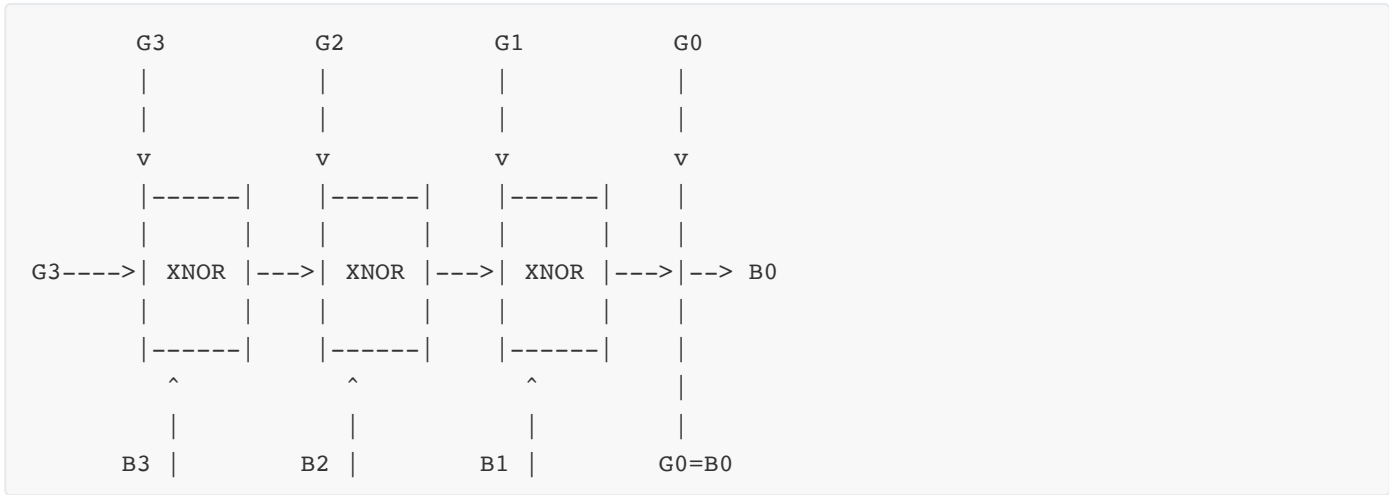 G3 G2 G1 G0
| | | |
| | | |
v v v v
|------| |------| |------| |
| | | | | | |
G3---->| XNOR |--->| XNOR |--->| XNOR |--->|--> B0
| | | | | | |
|------| |------| |------| |
^ ^ ^ |
| | | |
B3 | B2 | B1 | G0=B0